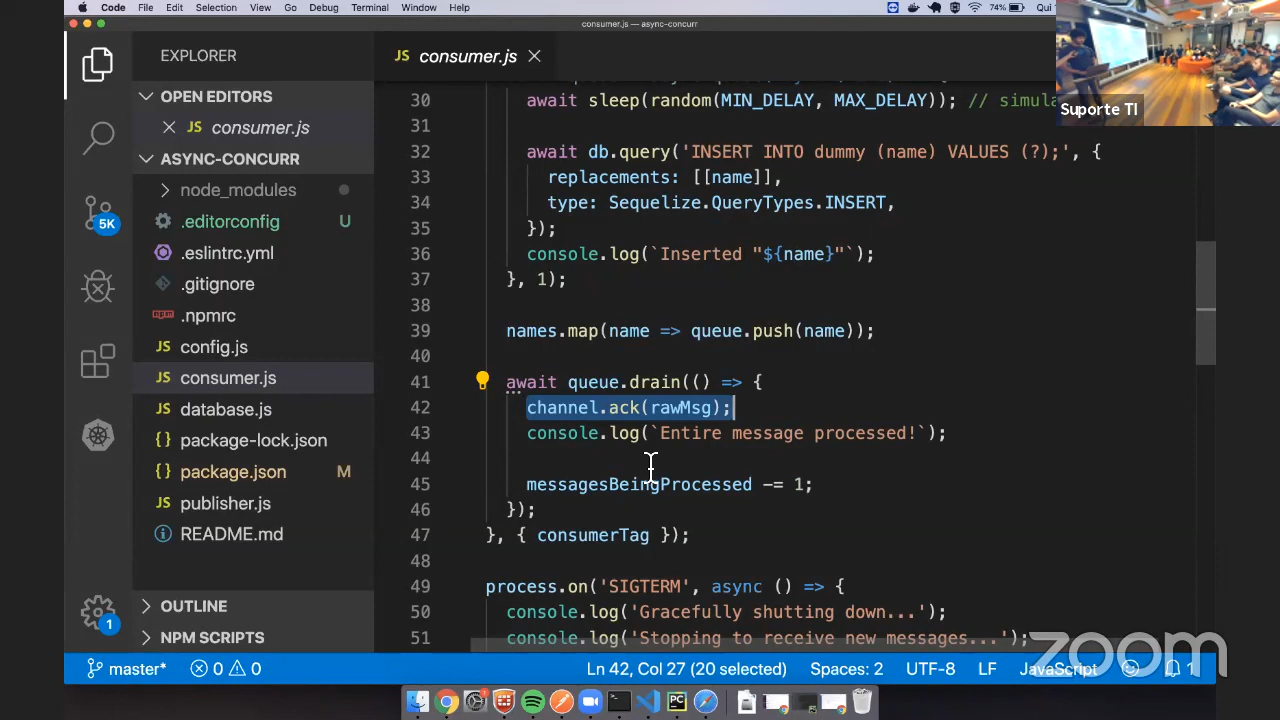 Code File Edit Selection View Go Debug Terminal Window Help 74% Qui
consumer.js — async-concurr
EXPLORER
OPEN EDITORS
JS consumer.js
ASYNC-CONCURR
node_modules
.editorconfig U
.eslintrc.yml
.gitignore
npm .npmrc
JS config.js
JS consumer.js
JS database.js
{} package-lock.json
{} package.json M
JS publisher.js
README.md
OUTLINE
NPM SCRIPTS
5K
1
JS consumer.js
30 await sleep(random(MIN_DELAY, MAX_DELAY)); // simula
31
32 await db.query('INSERT INTO dummy (name) VALUES (?);', {
33 replacements: [[name]],
34 type: Sequelize.QueryTypes.INSERT,
35 });
36 console.log(`Inserted "${name}"`);
37 }, 1);
38
39 names.map(name => queue.push(name));
40
41 await queue.drain(() => {
42 channel.ack(rawMsg);
43 console.log(`Entire message processed!`);
44
45 messagesBeingProcessed -= 1;
46 });
47 }, { consumerTag });
48
49 process.on('SIGTERM', async () => {
50 console.log('Gracefully shutting down...');
51 console.log('Stopping to receive new messages...');
Suporte TI
master* 0 0 Ln 42, Col 27 (20 selected) Spaces: 2 UTF-8 LF JavaScript 1
zoom
PC